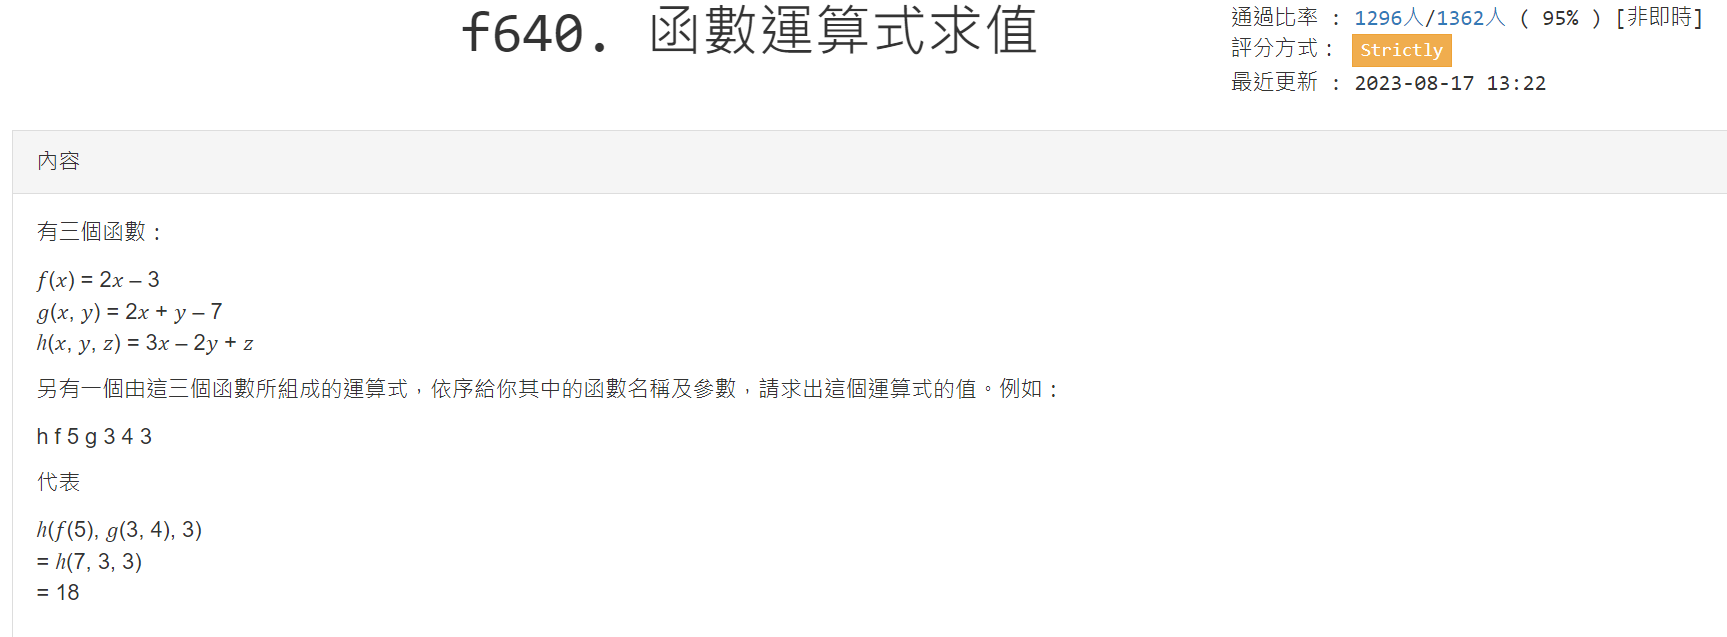 f640. 函數運算式求值
通過比率 : 1296人/1362人 ( 95% ) [非即時]
評分方式 : Strictly
最近更新 : 2023-08-17 13:22
內容
有三個函數：
f(x) = 2x – 3
g(x, y) = 2x + y – 7
h(x, y, z) = 3x – 2y + z
另有一個由這三個函數所組成的運算式，依序給你其中的函數名稱及參數，請求出這個運算式的值。例如：
h f 5 g 3 4 3
代表
h(f(5), g(3, 4), 3)
= h(7, 3, 3)
= 18